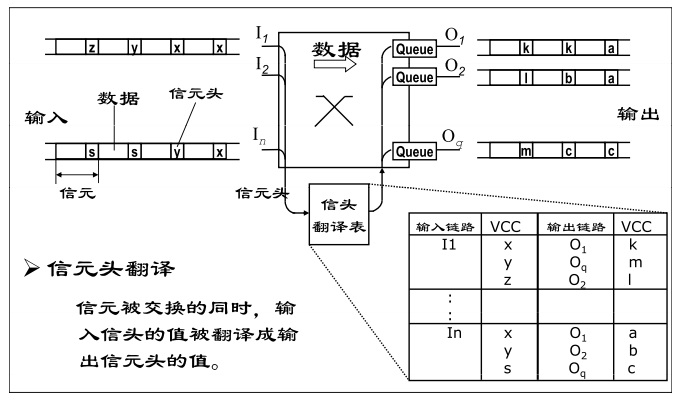 z y x x
I1
I2
In
数据
Queue
Queue
Queue
O1
O2
Oq
k k a
l b a
m c c
输入
数据
信元头
输出
s s y x
信元
信元头
信头
翻译表
输入链路 VCC 输出链路 VCC
I1 x O1 k
y Oq m
z O2 l
:
:
In x O1 a
y O2 b
s Oq c
➢ 信元头翻译
信元被交换的同时，输
入信头的值被翻译成输
出信元头的值。